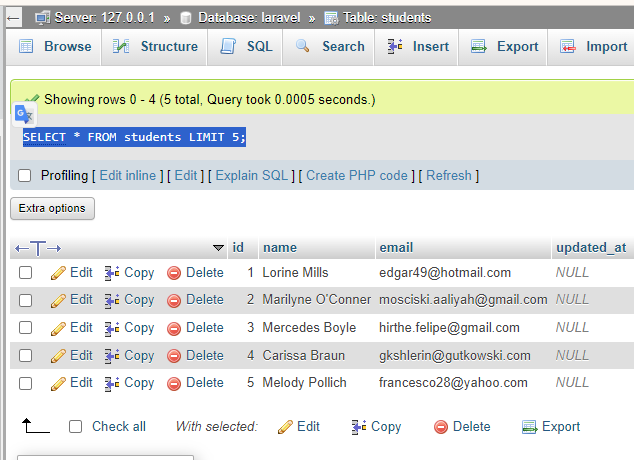 Server: 127.0.0.1 » Database: laravel » Table: students
Browse Structure SQL Search Insert Export Import
Showing rows 0 - 4 (5 total, Query took 0.0005 seconds.)
SELECT * FROM students LIMIT 5;
Profiling [ Edit inline ] [ Edit ] [ Explain SQL ] [ Create PHP code ] [ Refresh ]
Extra options
←T→ id name email updated_at
Edit Copy Delete 1 Lorine Mills edgar49@hotmail.com NULL
Edit Copy Delete 2 Marilyne O'Conner mosciski.aaliyah@gmail.com NULL
Edit Copy Delete 3 Mercedes Boyle hirthe.felipe@gmail.com NULL
Edit Copy Delete 4 Carissa Braun gkshlerin@gutkowski.com NULL
Edit Copy Delete 5 Melody Pollich francesco28@yahoo.com NULL
Check all With selected: Edit Copy Delete Export